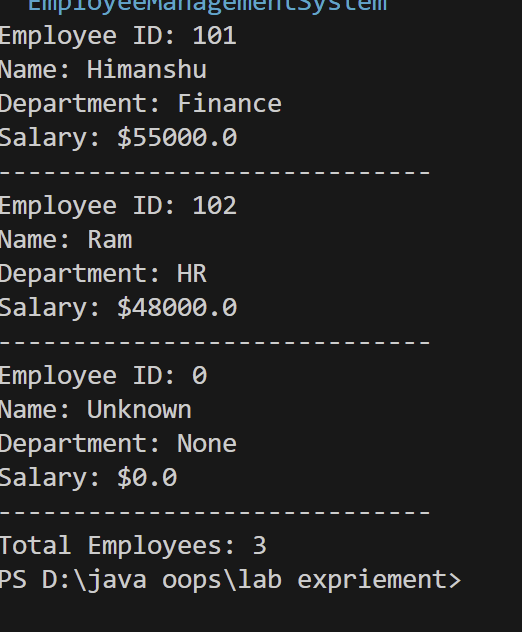 EmployeeManagementSystem
Employee ID: 101
Name: Himanshu
Department: Finance
Salary: $55000.0
-----------------------------
Employee ID: 102
Name: Ram
Department: HR
Salary: $48000.0
-----------------------------
Employee ID: 0
Name: Unknown
Department: None
Salary: $0.0
-----------------------------
Total Employees: 3
PS D:\java oops\lab expriement>